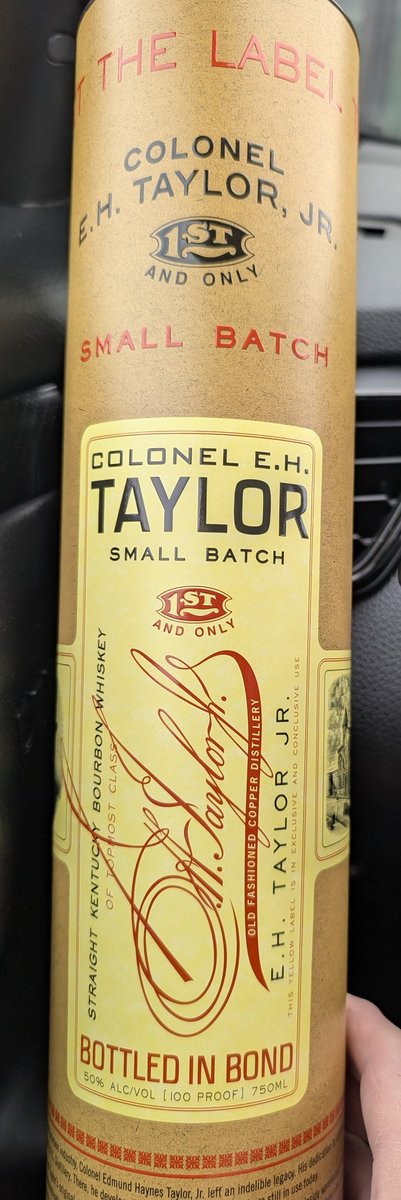 T THE LABEL
COLONEL
E.H. TAYLOR, JR.
1ST
AND ONLY
SMALL BATCH
COLONEL E.H.
TAYLOR
SMALL BATCH
1ST
AND ONLY
STRAIGHT KENTUCKY BOURBON WHISKEY
OF TOPMOST CLASS
E.H. Taylor Jr.
OLD FASHIONED COPPER DISTILLERY
E.H. TAYLOR JR.
THIS YELLOW LABEL IS IN EXCLUSIVE AND CONCLUSIVE USE
BOTTLED IN BOND
50% ALC/VOL [100 PROOF] 750ML
industry, Colonel Edmund Haynes Taylor, Jr. left an indelible legacy. His dedication
There, he
still in use today.